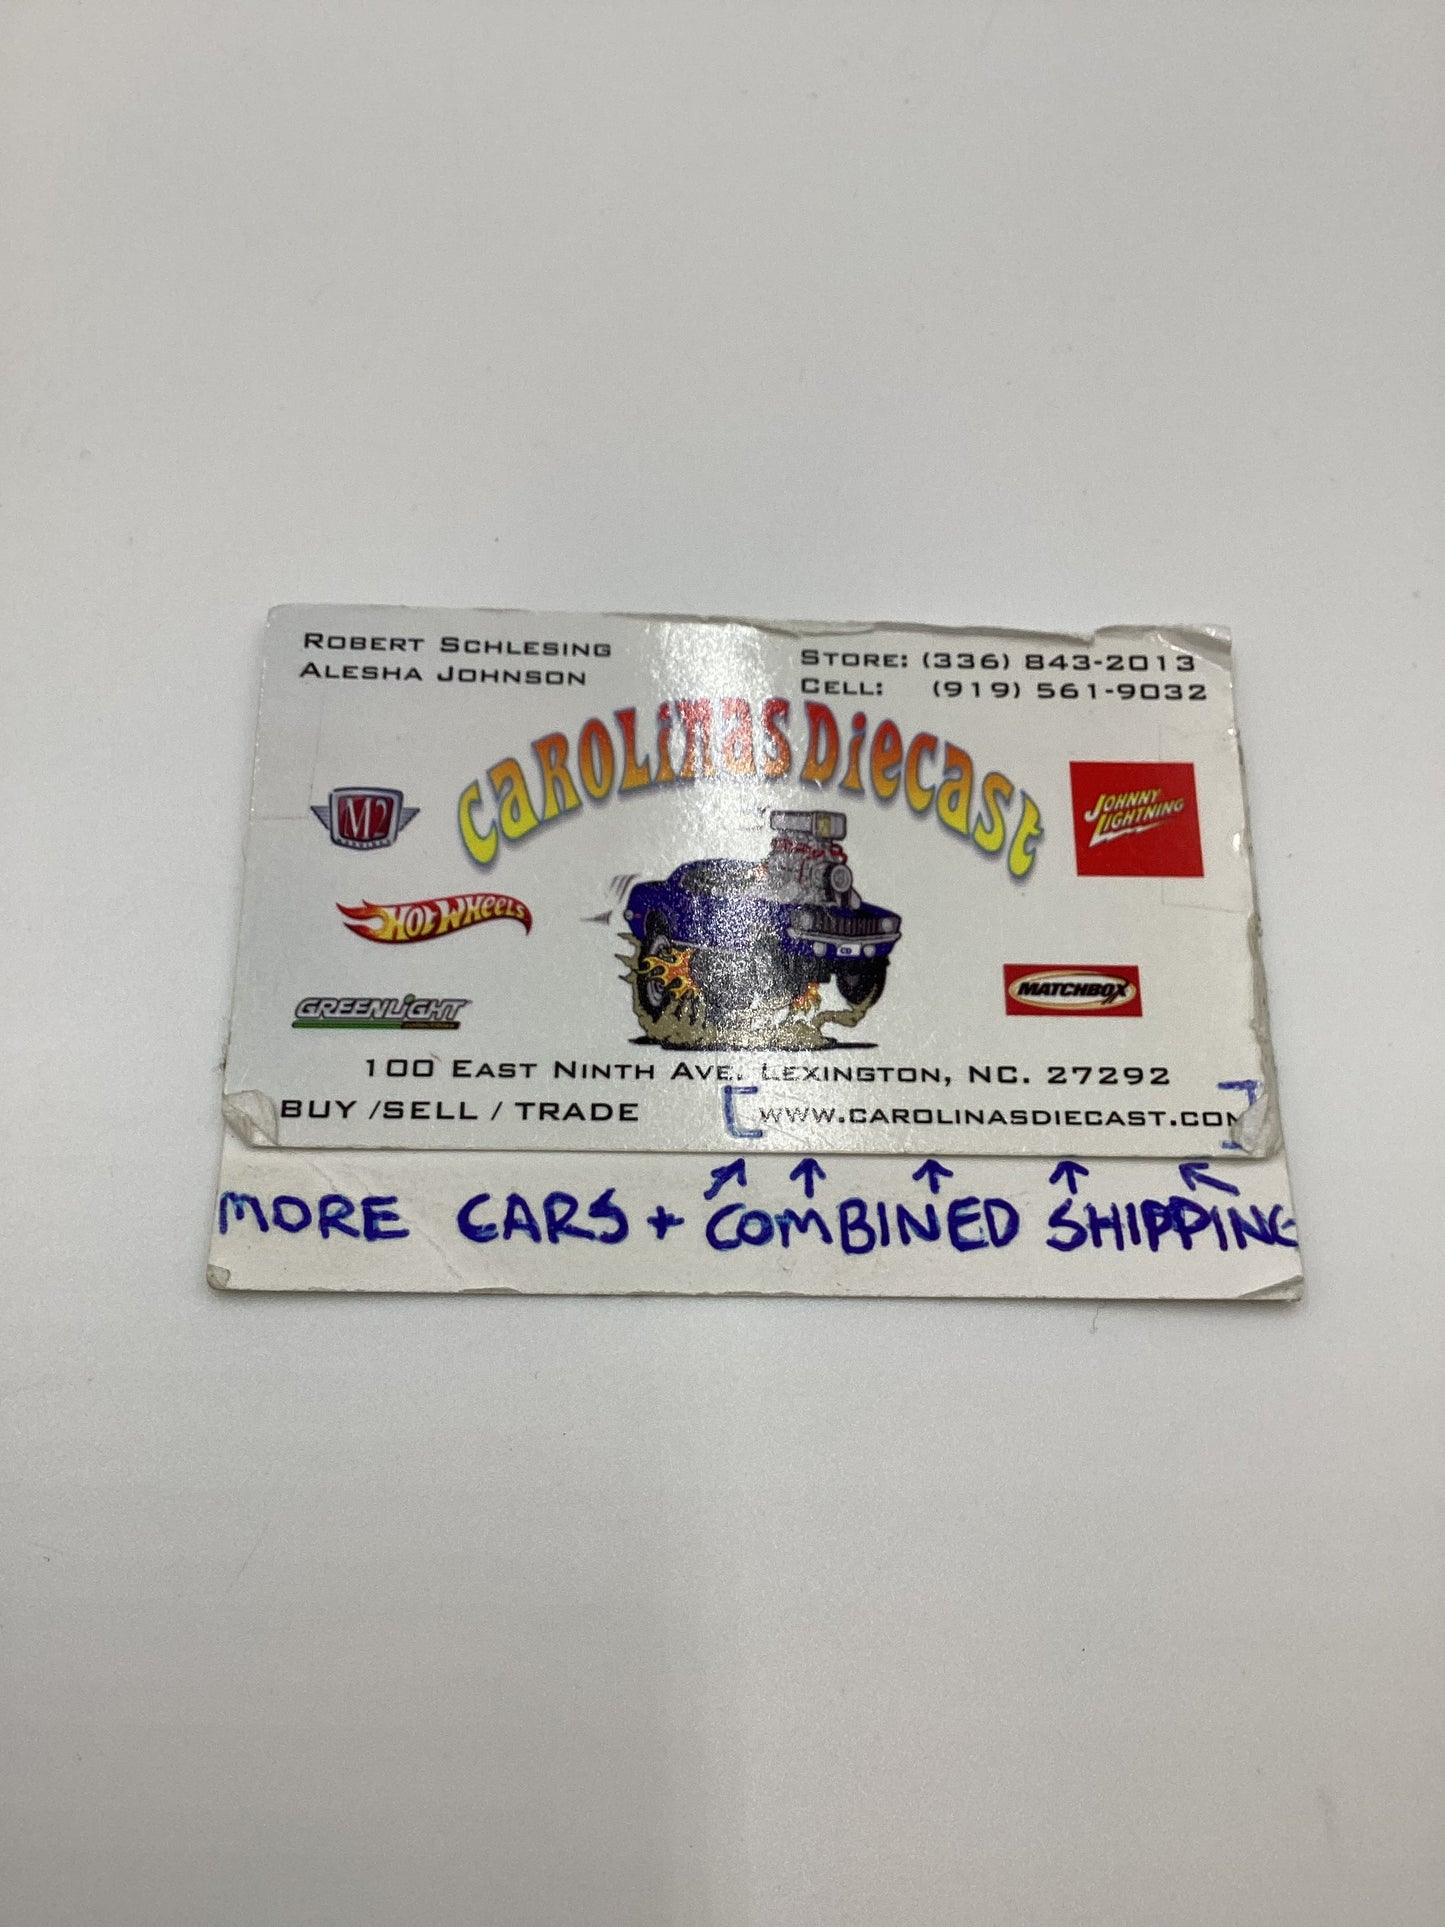 ROBERT SCHLESING
ALESHA JOHNSON
STORE: (336) 843-2013
CELL: (919) 561-9032
CAROLINAS DIECAST
M2
JOHNNY
LIGHTNING
HOT WHEELS
GREENLIGHT
MATCHBOX
CD
100 EAST NINTH AVE. LEXINGTON, NC. 27292
BUY /SELL / TRADE
[WWW.CAROLINASDIECAST.COM]
MORE CARS + COMBINED SHIPPING